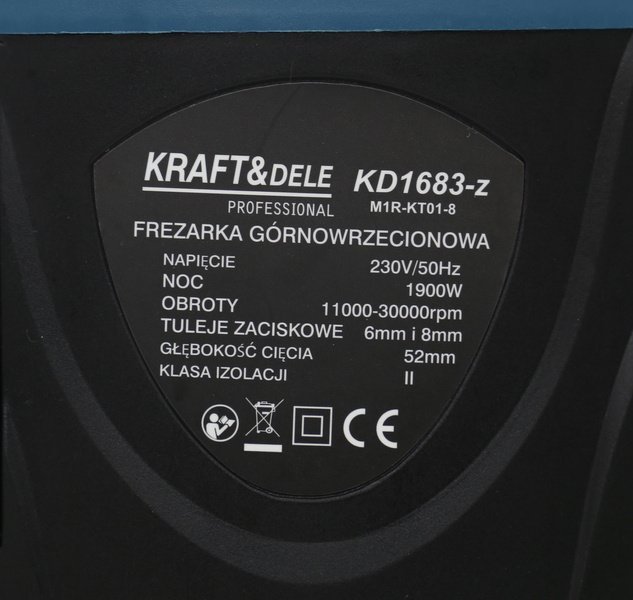 KRAFT&DELE KD1683-z
PROFESSIONAL M1R-KT01-8
FREZARKA GÓRNOWRZECIONOWA
NAPIĘCIE 230V/50Hz
NOC 1900W
OBROTY 11000-30000rpm
TULEJE ZACISKOWE 6mm i 8mm
GŁĘBOKOŚĆ CIĘCIA 52mm
KLASA IZOLACJI II
CE